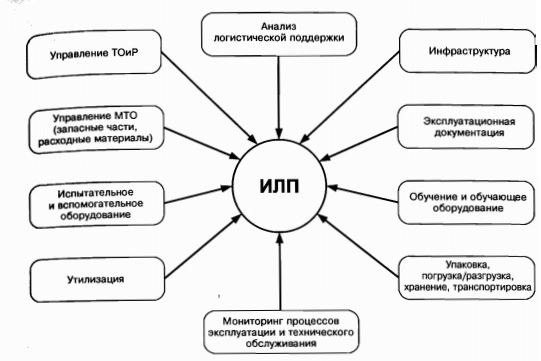 Анализ
логистической поддержки
Управление ТОиР
Инфраструктура
Управление МТО
(запасные части,
расходные материалы)
Эксплуатационная
документация
ИЛП
Испытательное
и вспомогательное
оборудование
Обучение и обучающее
оборудование
Утилизация
Упаковка,
погрузка/разгрузка,
хранение, транспортировка
Мониторинг процессов
эксплуатации и технического
обслуживания